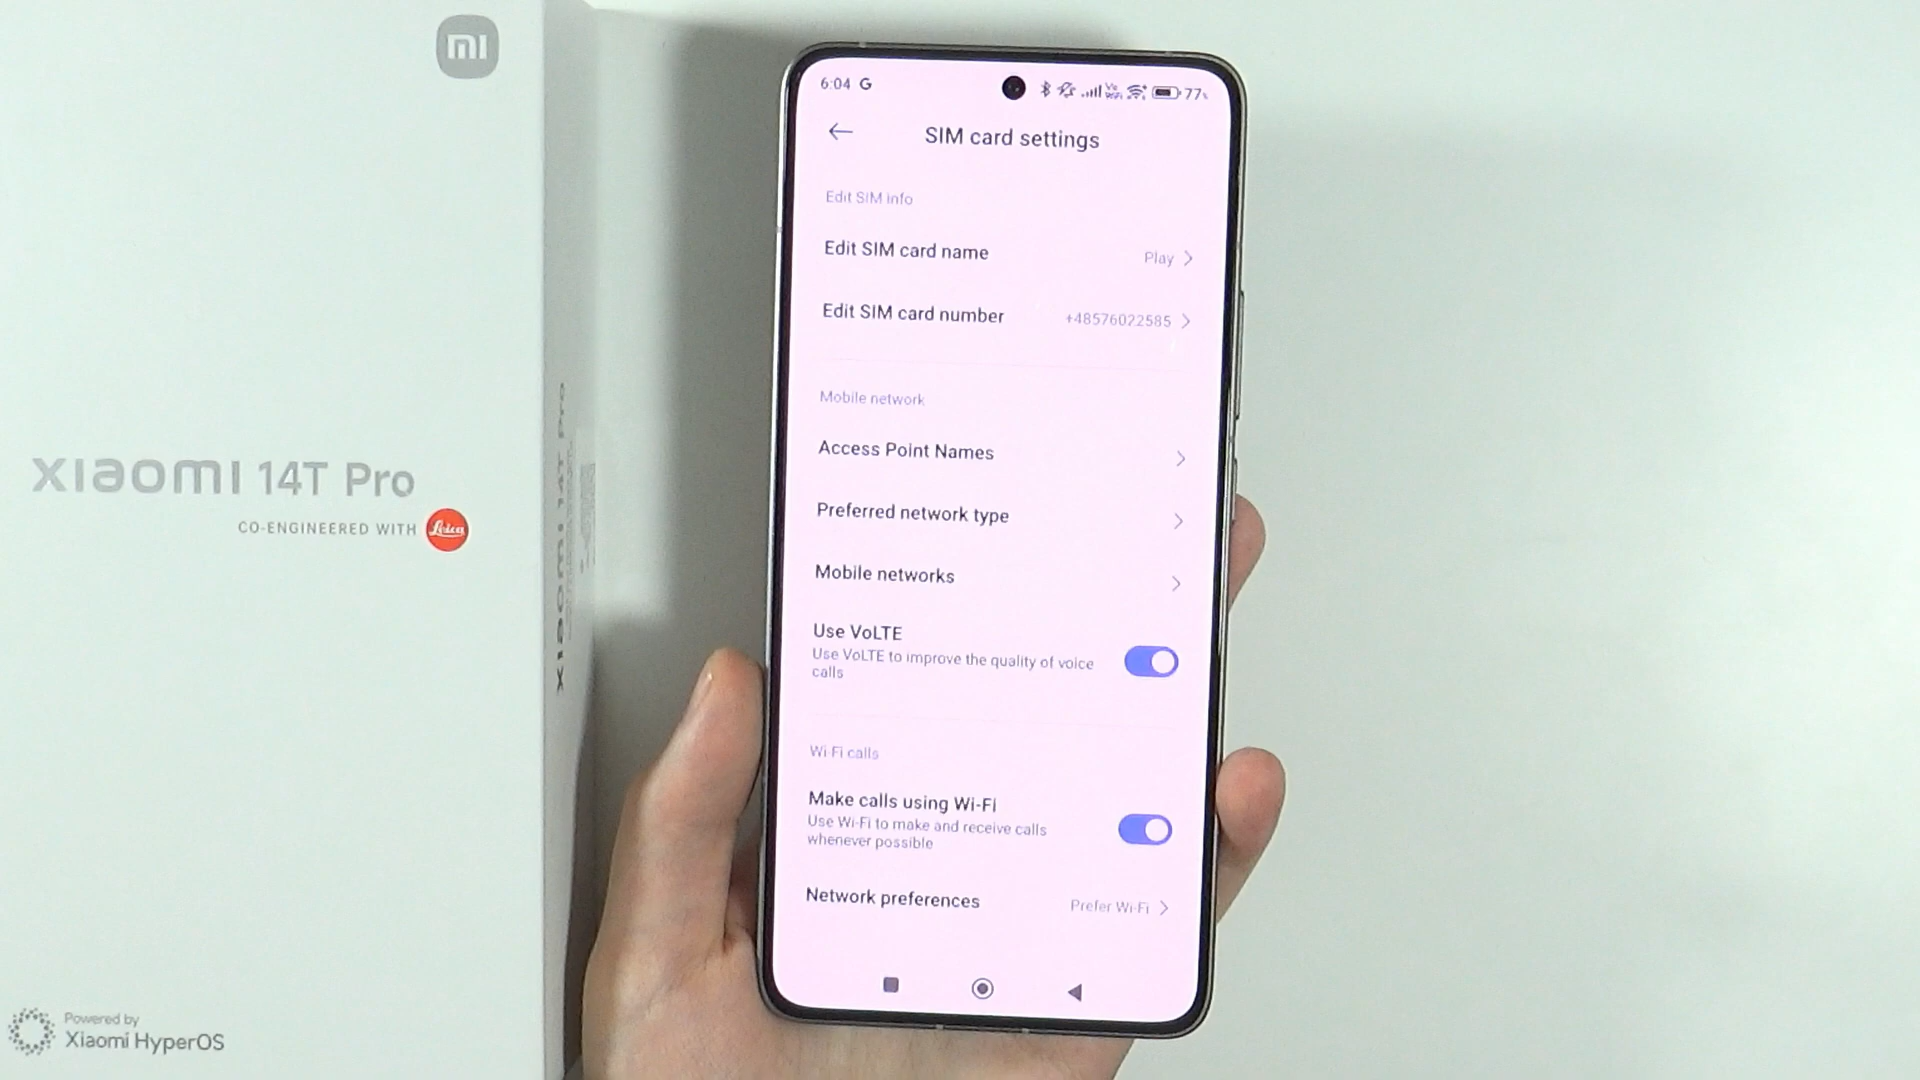 mi
XIAOMI 14T Pro
CO-ENGINEERED WITH Leica
Powered by
Xiaomi HyperOS
XIAOMI 14T Pro
6:04 G
77%
SIM card settings
Edit SIM info
Edit SIM card name
Play
Edit SIM card number
+48576022585
Mobile network
Access Point Names
Preferred network type
Mobile networks
Use VoLTE
Use VoLTE to improve the quality of voice
calls
Wi-Fi calls
Make calls using Wi-Fi
Use Wi-Fi to make and receive calls
whenever possible
Network preferences
Prefer Wi-Fi